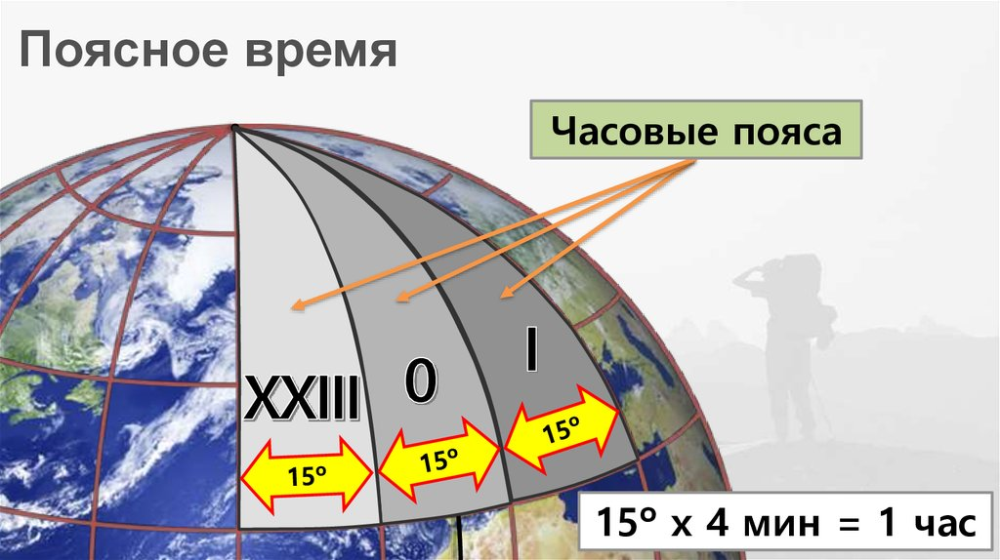 Поясное время
Часовые пояса
XXIII
0
I
15º
15º
15º
15º х 4 мин = 1 час